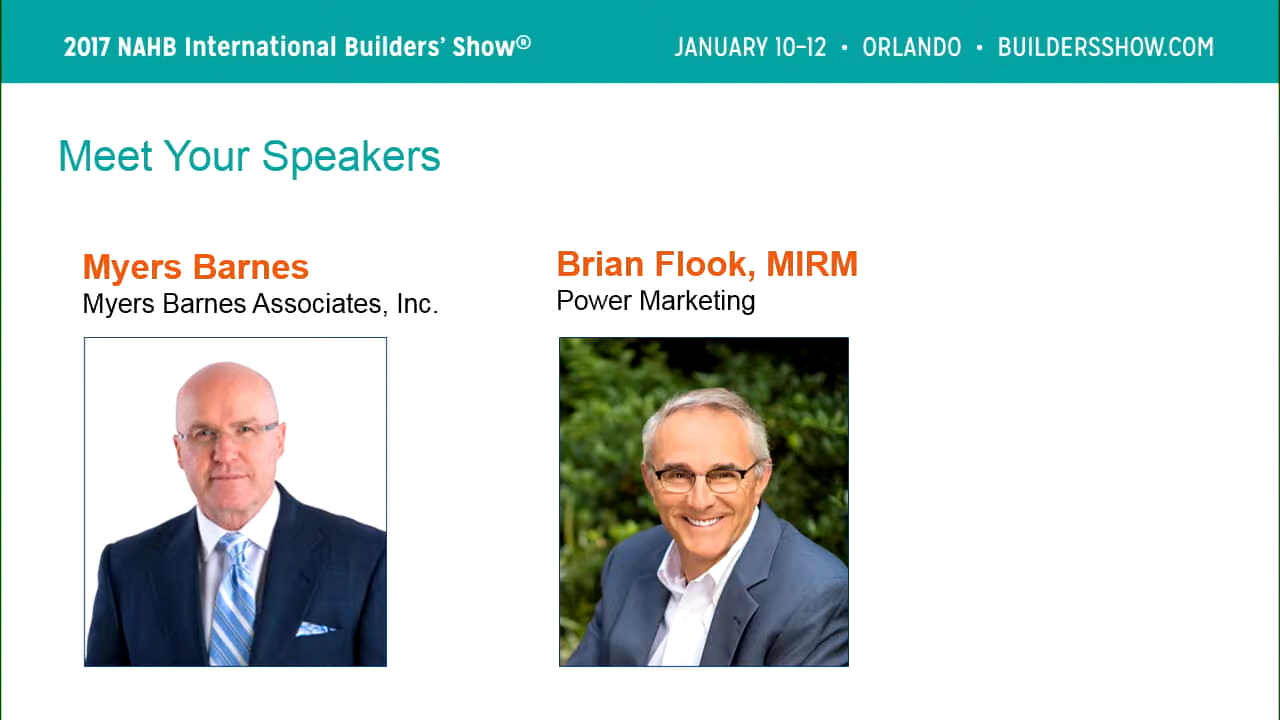 2017 NAHB International Builders' Show®
JANUARY 10–12 • ORLANDO • BUILDERSSHOW.COM
Meet Your Speakers
Myers Barnes
Myers Barnes Associates, Inc.
Brian Flook, MIRM
Power Marketing